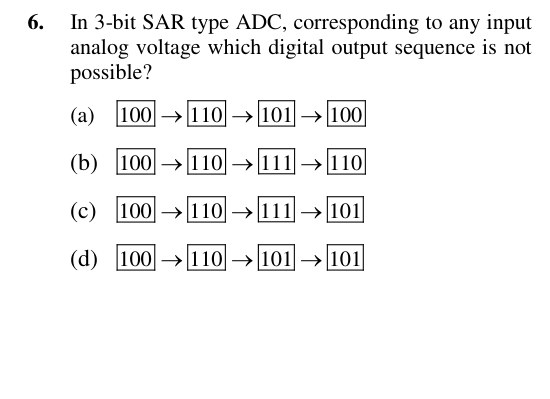 6. In 3-bit SAR type ADC, corresponding to any input
analog voltage which digital output sequence is not
possible?
(a) 100 → 110 → 101 → 100
(b) 100 → 110 → 111 → 110
(c) 100 → 110 → 111 → 101
(d) 100 → 110 → 101 → 101